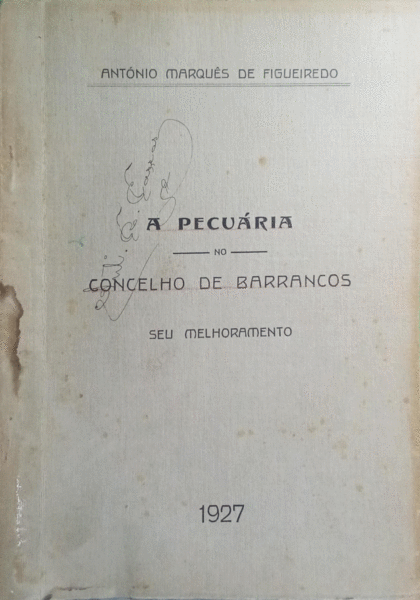 ANTÓNIO MARQUÊS DE FIGUEIREDO
A PECUÁRIA
NO
CONCELHO DE BARRANCOS
SEU MELHORAMENTO
1927